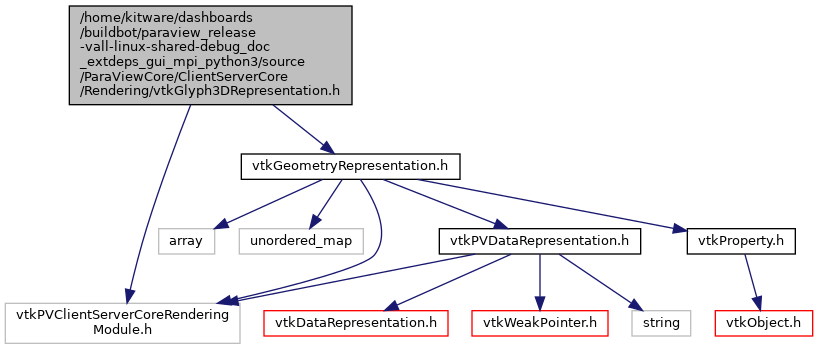 /home/kitware/dashboards
/buildbot/paraview_release
-vall-linux-shared-debug_doc
_extdeps_gui_mpi_python3/source
/ParaViewCore/ClientServerCore
/Rendering/vtkGlyph3DRepresentation.h
vtkGeometryRepresentation.h
array
unordered_map
vtkPVDataRepresentation.h
vtkProperty.h
vtkPVClientServerCoreRendering
Module.h
vtkDataRepresentation.h
vtkWeakPointer.h
string
vtkObject.h